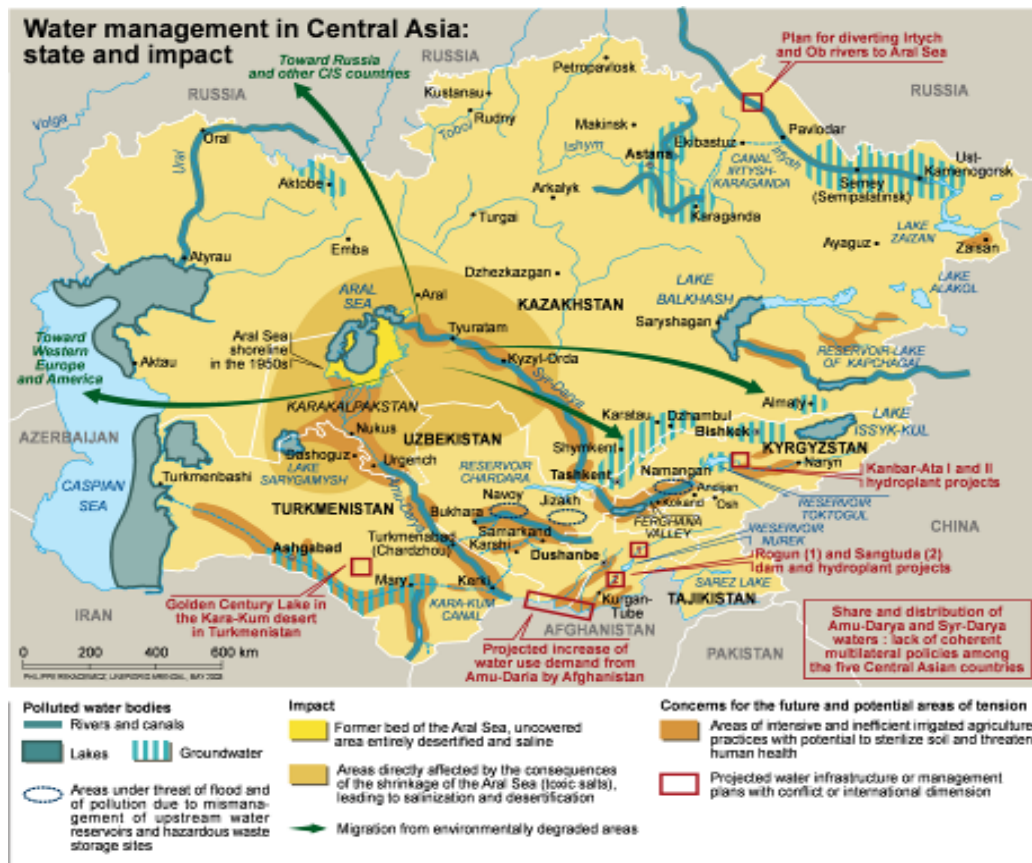 Water management in Central Asia:
state and impact
Toward Russia
and other CIS countries
RUSSIA
RUSSIA
RUSSIA
Plan for diverting Irtych
and Ob rivers to Aral Sea
Petropavlosk
Kustanau
Rudny
Tobol
Ishym
Makinsk
Astana
Ekibastuz
Pavlodar
CANAL
IRTYSH-
KARAGANDA
Irtysh
Ust-
Kamenogorsk
Semey
(Semipalatinsk)
Volga
Oral
Ural
Aktobe
Arkalyk
Karaganda
Turgai
LAKE
ZAIZAN
Ayaguz
Zaisan
Emba
Atyrau
Dzhezkazgan
LAKE
ALAKOL
ARAL
SEA
Aral
KAZAKHSTAN
LAKE
BALKHASH
Saryshagan
Toward
Western
Europe
and America
Aktau
Aral Sea
shoreline
in the 1950s
Tyuratam
Kyzyl-Orda
Syr-Darya
RESERVOIR-LAKE
OF KAPCHAGAI
KARAKALPAKSTAN
Nukus
Almaty
Karatau
Dzhambul
Bishkek
LAKE
ISSYK-KUL
AZERBAIJAN
UZBEKISTAN
Shymkent
KYRGYZSTAN
Dashoguz
Urgench
LAKE
SARYGAMYSH
RESERVOIR
CHARDARA
Tashkent
Namangan
Naryn
Kanbar-Ata I and II
hydroplant projects
Turkmenbashi
CASPIAN
SEA
Amu-Darya
Navoy
Jizakh
Andijan
Kokand
Osh
RESERVOIR
TOKTOGUL
TURKMENISTAN
Bukhara
FERGHANA
VALLEY
CHINA
Turkmenabad
(Chardzhou)
Samarkand
Karshi
RESERVOIR
NUREK
Ashgabad
Dushanbe
1
Rogun (1) and Sangtuda (2)
dam and hydroplant projects
Mary
Kerki
2
SAREZ LAKE
IRAN
Golden Century Lake in
the Kara-Kum desert
in Turkmenistan
KARA-KUM
CANAL
Kurgan-
Tube
TAJIKISTAN
AFGHANISTAN
Projected increase of
water use demand from
Amu-Daria by Afghanistan
PAKISTAN
Share and distribution of
Amu-Darya and Syr-Darya
waters : lack of coherent
multilateral policies among
the five Central Asian countries
0 200 400 600 km
Polluted water bodies
Rivers and canals
Lakes
Groundwater
Areas under threat of flood and
of pollution due to mismana-
gement of upstream water
reservoirs and hazardous waste
storage sites
Impact
Former bed of the Aral Sea, uncovered
area entirely desertified and saline
Areas directly affected by the consequences
of the shrinkage of the Aral Sea (toxic salts),
leading to salinization and desertification
Migration from environmentally degraded areas
Concerns for the future and potential areas of tension
Areas of intensive and inefficient irrigated agriculture
practices with potential to sterilize soil and threaten
human health
Projected water infrastructure or management
plans with conflict or international dimension